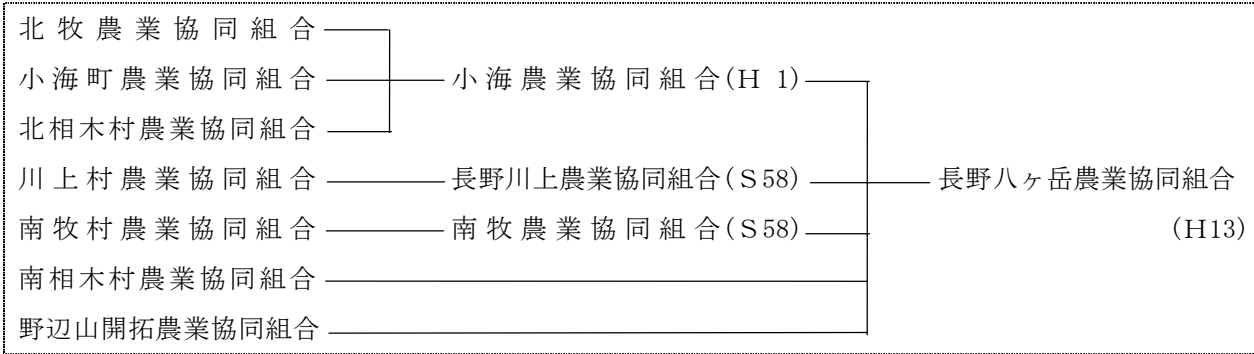 北牧農業協同組合
小海町農業協同組合 小海農業協同組合(H 1)
北相木村農業協同組合
川上村農業協同組合 長野川上農業協同組合(S58) 長野八ヶ岳農業協同組合
南牧村農業協同組合 南牧農業協同組合(S58) (H13)
南相木村農業協同組合
野辺山開拓農業協同組合